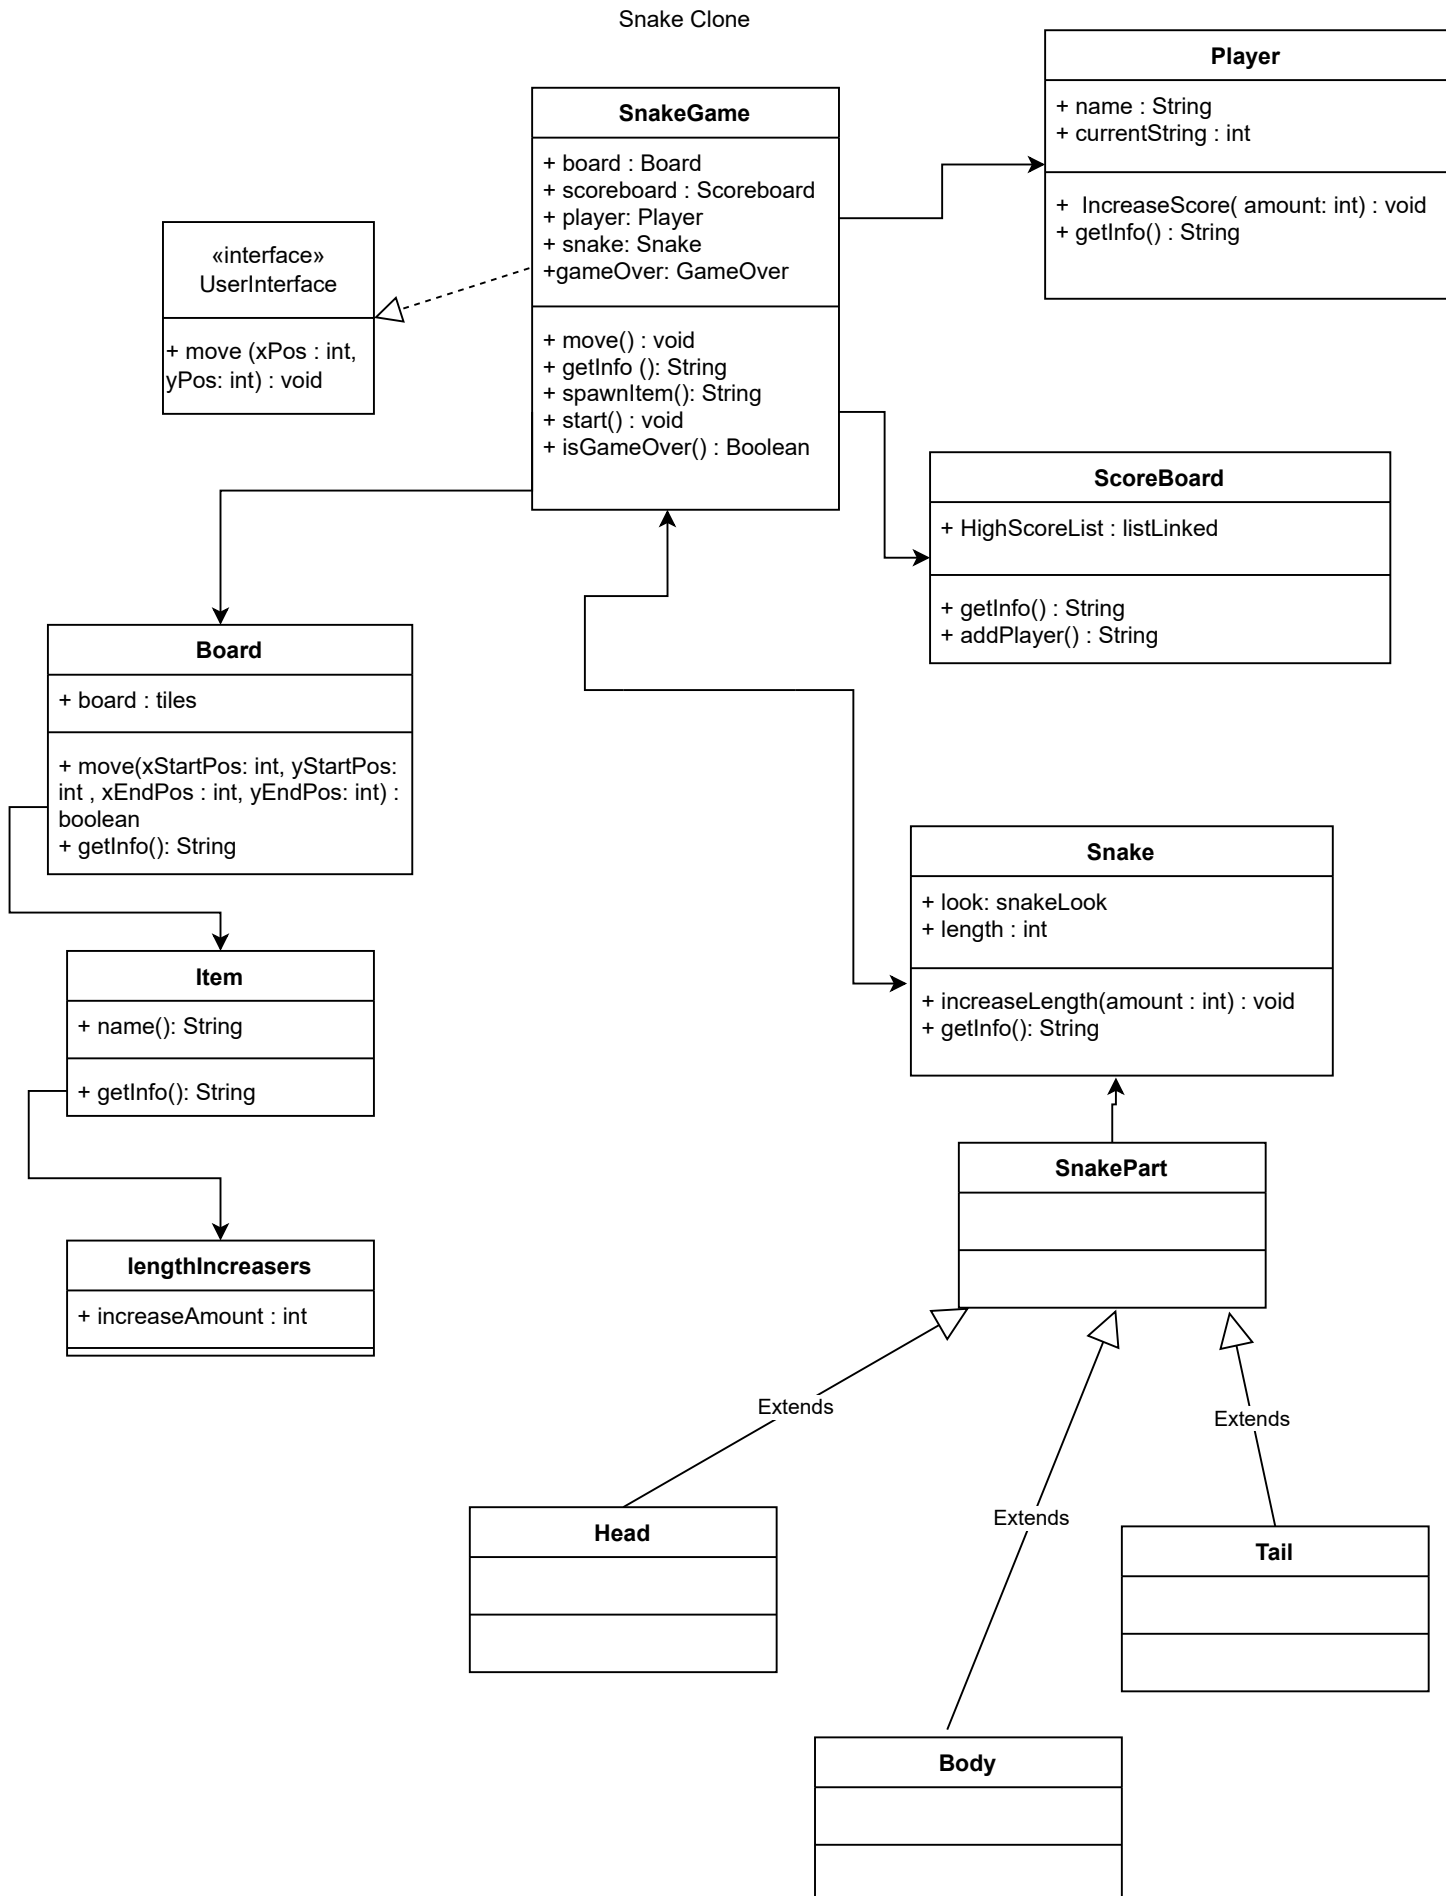 Snake Clone
Player
+ name : String
+ currentString : int
+  IncreaseScore( amount: int) : void
+ getInfo() : String
SnakeGame
+ board : Board
+ scoreboard : Scoreboard
+ player: Player
+ snake: Snake
+gameOver: GameOver
+ move() : void
+ getInfo (): String
+ spawnItem(): String
+ start() : void
+ isGameOver() : Boolean
«interface»
UserInterface
+ move (xPos : int,
yPos: int) : void
ScoreBoard
+ HighScoreList : listLinked
+ getInfo() : String
+ addPlayer() : String
Board
+ board : tiles
+ move(xStartPos: int, yStartPos:
int , xEndPos : int, yEndPos: int) :
boolean
+ getInfo(): String
Snake
+ look: snakeLook
+ length : int
+ increaseLength(amount : int) : void
+ getInfo(): String
Item
+ name(): String
+ getInfo(): String
SnakePart
lengthIncreasers
+ increaseAmount : int
Extends
Extends
Extends
Head
Tail
Body